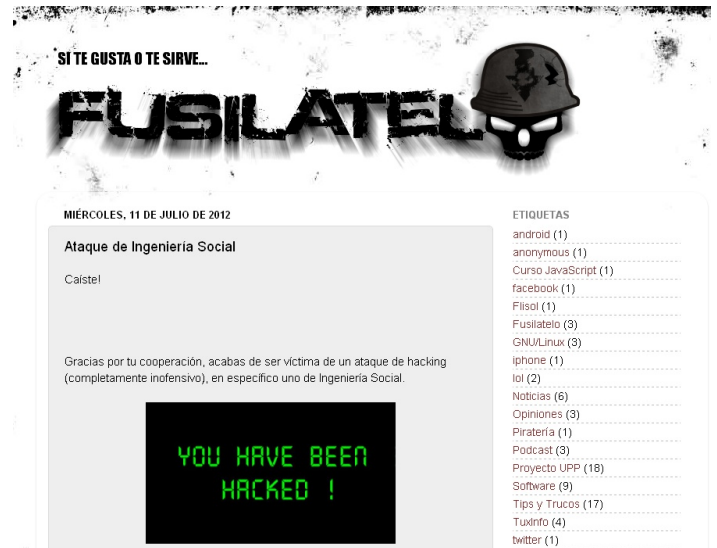 SI TE GUSTA O TE SIRVE...
FUSILATELO
MIÉRCOLES, 11 DE JULIO DE 2012
Ataque de Ingeniería Social
Caíste!
Gracias por tu cooperación, acabas de ser víctima de un ataque de hacking
(completamente inofensivo), en específico uno de Ingeniería Social.
YOU HAVE BEEN
HACKED !
ETIQUETAS
android (1)
anonymous (1)
Curso JavaScript (1)
facebook (1)
Flisol (1)
Fusilatelo (3)
GNU/Linux (3)
iphone (1)
lol (2)
Noticias (6)
Opiniones (3)
Piratería (1)
Podcast (3)
Proyecto UPP (18)
Software (9)
Tips y Trucos (17)
TuxInfo (4)
twitter (1)